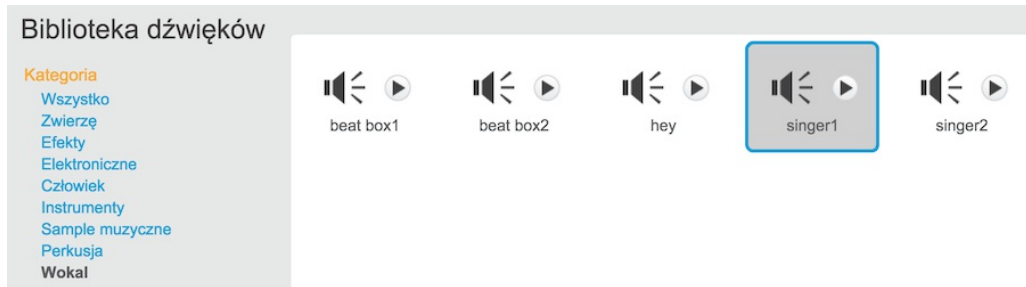 Biblioteka dźwięków
Kategoria
Wszystko
Zwierzę
Efekty
Elektroniczne
Człowiek
Instrumenty
Sample muzyczne
Perkusja
Wokal
beat box1 beat box2 hey singer1 singer2